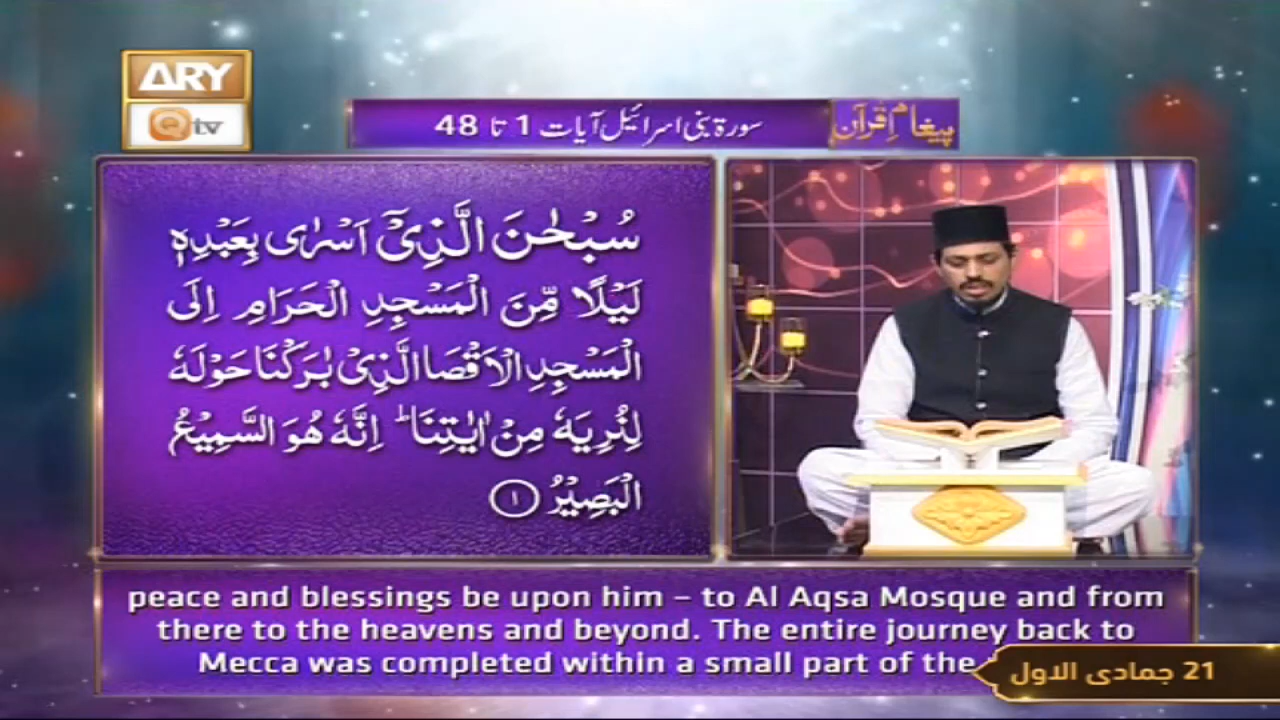 ARY
Qtv
پیغام قرآن
سورۃ بنی اسرائیل آیات 1 تا 48
سُبْحٰنَ الَّذِیْۤ اَسْرٰی بِعَبْدِهٖ
لَیْلًا مِّنَ الْمَسْجِدِ الْحَرَامِ اِلَی
الْمَسْجِدِ الْاَقْصَا الَّذِیْ بٰرَكْنَا حَوْلَهٗ
لِنُرِیَهٗ مِنْ اٰیٰتِنَا ؕ اِنَّهٗ هُوَ السَّمِیْعُ
الْبَصِیْرُ ۝۱
peace and blessings be upon him – to Al Aqsa Mosque and from
there to the heavens and beyond. The entire journey back to
Mecca was completed within a small part of the
21 جمادی الاول